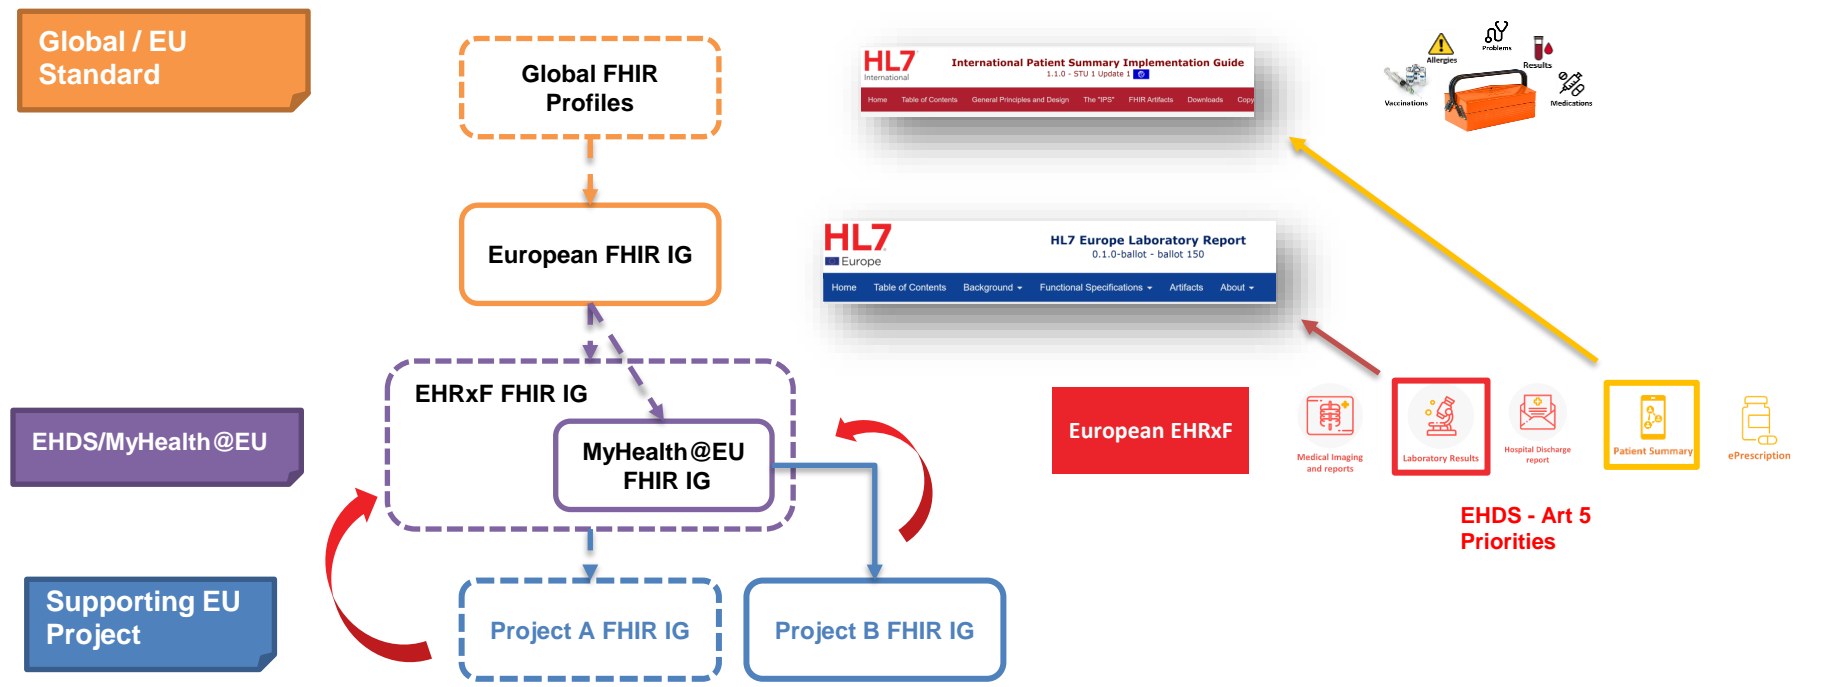 Global / EU
Standard
Global FHIR
Profiles
HL7
International
International Patient Summary Implementation Guide
1.1.0 - STU 1 Update 1
Home Table of Contents General Principles and Design The "IPS" FHIR Artifacts Downloads Copy
Problems
Allergies
Results
Vaccinations
Medications
European FHIR IG
HL7
Europe
HL7 Europe Laboratory Report
0.1.0-ballot - ballot 150
Home Table of Contents Background Functional Specifications Artifacts About
EHDS/MyHealth@EU
EHRxF FHIR IG
MyHealth@EU
FHIR IG
European EHRxF
Medical Imaging
and reports
Laboratory Results
Hospital Discharge
report
Patient Summary
ePrescription
EHDS - Art 5
Priorities
Supporting EU
Project
Project A FHIR IG
Project B FHIR IG